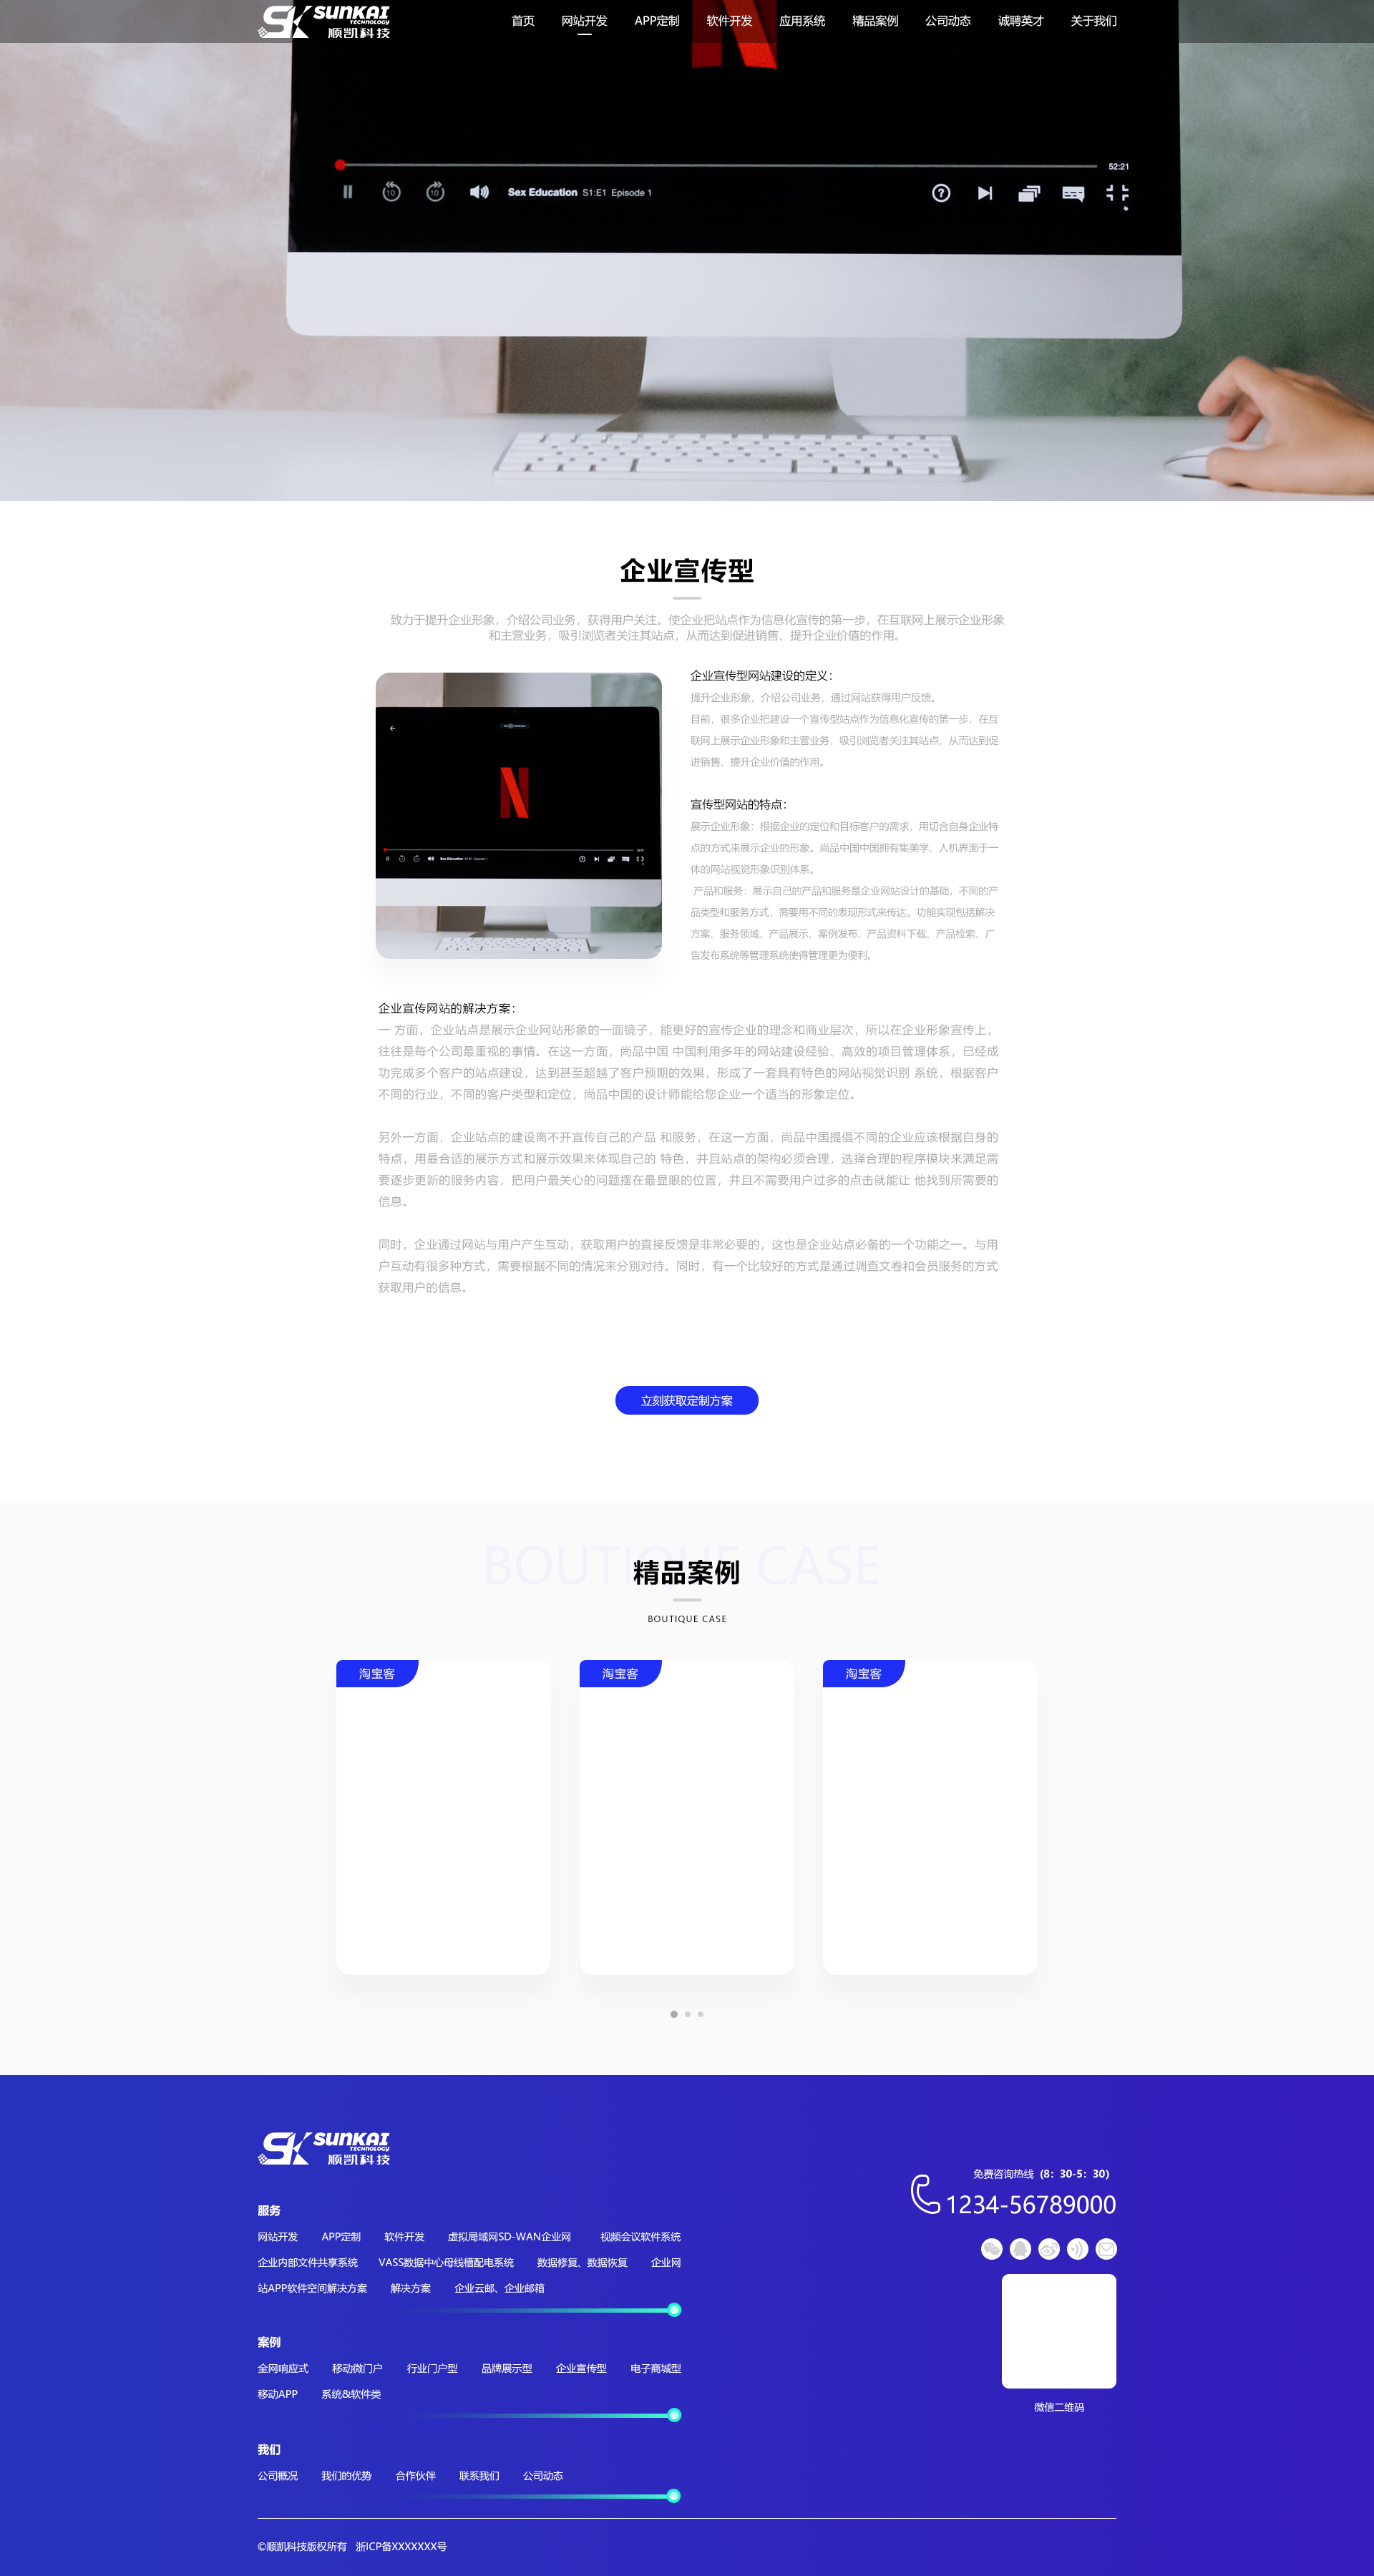 SK SUNKAI
TECHNOLOGY
顺凯科技
首页 网站开发 APP定制 软件开发 应用系统 精品案例 公司动态 诚聘英才 关于我们
52:21
10 10 Sex Education S1:E1 Episode 1 ?
企业宣传型
致力于提升企业形象，介绍公司业务，获得用户关注。使企业把站点作为信息化宣传的第一步，在互联网上展示企业形象
和主营业务，吸引浏览者关注其站点，从而达到促进销售、提升企业价值的作用。
N
Sex Education S1:E1 Episode 1
企业宣传型网站建设的定义：
提升企业形象，介绍公司业务，通过网站获得用户反馈。
目前，很多企业把建设一个宣传型站点作为信息化宣传的第一步，在互
联网上展示企业形象和主营业务，吸引浏览者关注其站点，从而达到促
进销售、提升企业价值的作用。
宣传型网站的特点：
展示企业形象：根据企业的定位和目标客户的需求，用切合自身企业特
点的方式来展示企业的形象。尚品中国中国拥有集美学、人机界面于一
体的网站视觉形象识别体系。
产品和服务：展示自己的产品和服务是企业网站设计的基础，不同的产
品类型和服务方式，需要用不同的表现形式来传达。功能实现包括解决
方案、服务领域、产品展示、案例发布、产品资料下载、产品检索、广
告发布系统等管理系统使得管理更为便利。
企业宣传网站的解决方案：
一 方面，企业站点是展示企业网站形象的一面镜子，能更好的宣传企业的理念和商业层次，所以在企业形象宣传上，
往往是每个公司最重视的事情。在这一方面，尚品中国 中国利用多年的网站建设经验、高效的项目管理体系，已经成
功完成多个客户的站点建设，达到甚至超越了客户预期的效果，形成了一套具有特色的网站视觉识别 系统，根据客户
不同的行业，不同的客户类型和定位，尚品中国的设计师能给您企业一个适当的形象定位。
另外一方面，企业站点的建设离不开宣传自己的产品 和服务，在这一方面，尚品中国提倡不同的企业应该根据自身的
特点，用最合适的展示方式和展示效果来体现自己的 特色，并且站点的架构必须合理，选择合理的程序模块来满足需
要逐步更新的服务内容，把用户最关心的问题摆在最显眼的位置，并且不需要用户过多的点击就能让 他找到所需要的
信息。
同时，企业通过网站与用户产生互动，获取用户的直接反馈是非常必要的，这也是企业站点必备的一个功能之一。与用
户互动有很多种方式，需要根据不同的情况来分别对待。同时，有一个比较好的方式是通过调查文卷和会员服务的方式
获取用户的信息。
立刻获取定制方案
BOUTIQUE CASE
精品案例
BOUTIQUE CASE
淘宝客 淘宝客 淘宝客
SK SUNKAI
TECHNOLOGY
顺凯科技
免费咨询热线（8：30-5：30）
1234-56789000
服务
网站开发 APP定制 软件开发 虚拟局域网SD-WAN企业网 视频会议软件系统
企业内部文件共享系统 VASS数据中心母线槽配电系统 数据修复、数据恢复 企业网
站APP软件空间解决方案 解决方案 企业云邮、企业邮箱
案例
全网响应式 移动微门户 行业门户型 品牌展示型 企业宣传型 电子商城型
移动APP 系统&软件类
微信二维码
我们
公司概况 我们的优势 合作伙伴 联系我们 公司动态
©顺凯科技版权所有 浙ICP备XXXXXXX号